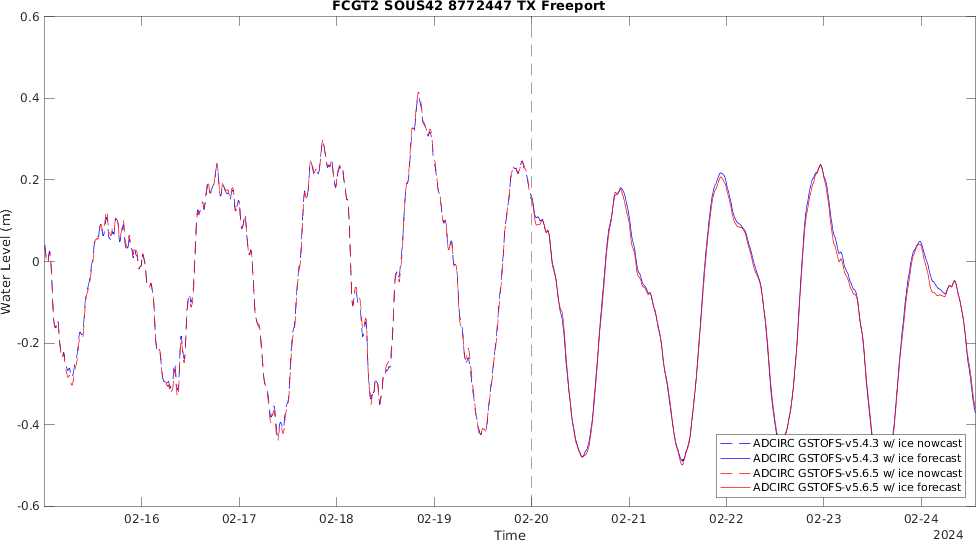 FCGT2 SOUS42 8772447 TX Freeport
0.6
0.4
0.2
0
-0.2
-0.4
-0.6
Water Level (m)
02-16 02-17 02-18 02-19 02-20 02-21 02-22 02-23 02-24
Time
2024
ADCIRC GSTOFS-v5.4.3 w/ ice nowcast
ADCIRC GSTOFS-v5.4.3 w/ ice forecast
ADCIRC GSTOFS-v5.6.5 w/ ice nowcast
ADCIRC GSTOFS-v5.6.5 w/ ice forecast